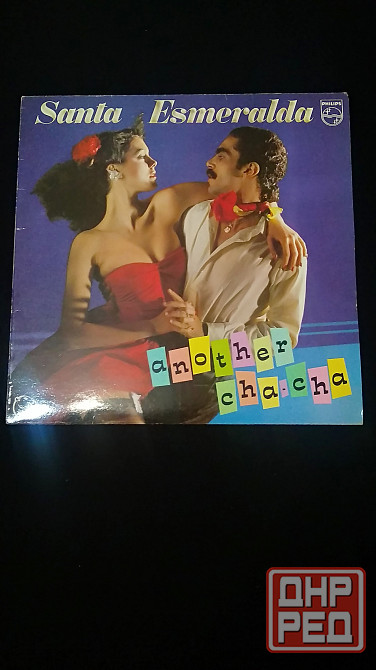 Santa Esmeralda
PHILIPS
another
cha-cha
ДНР
РЕД